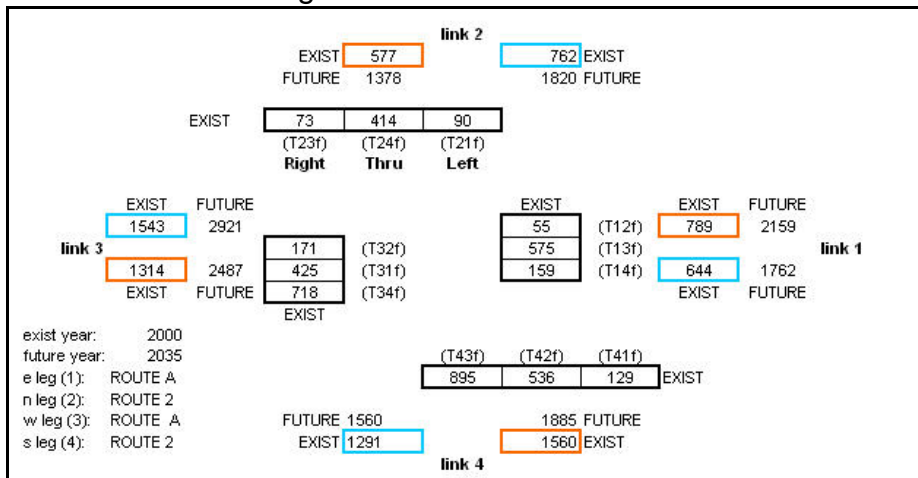 link 2
EXIST 577 762 EXIST
FUTURE 1378 1820 FUTURE
EXIST 73 414 90
(T23f) (T24f) (T21f)
Right Thru Left
EXIST FUTURE EXIST EXIST FUTURE
1543 2921 55 (T12f) 789 2159
link 3 171 (T32f) 575 (T13f) link 1
1314 2487 425 (T31f) 159 (T14f) 644 1762
EXIST FUTURE 718 (T34f) EXIST FUTURE
EXIST
exist year: 2000
future year: 2035 (T43f) (T42f) (T41f)
e leg (1): ROUTE A 895 536 129 EXIST
n leg (2): ROUTE 2
w leg (3): ROUTE A FUTURE 1560 1885 FUTURE
s leg (4): ROUTE 2 EXIST 1291 1560 EXIST
link 4